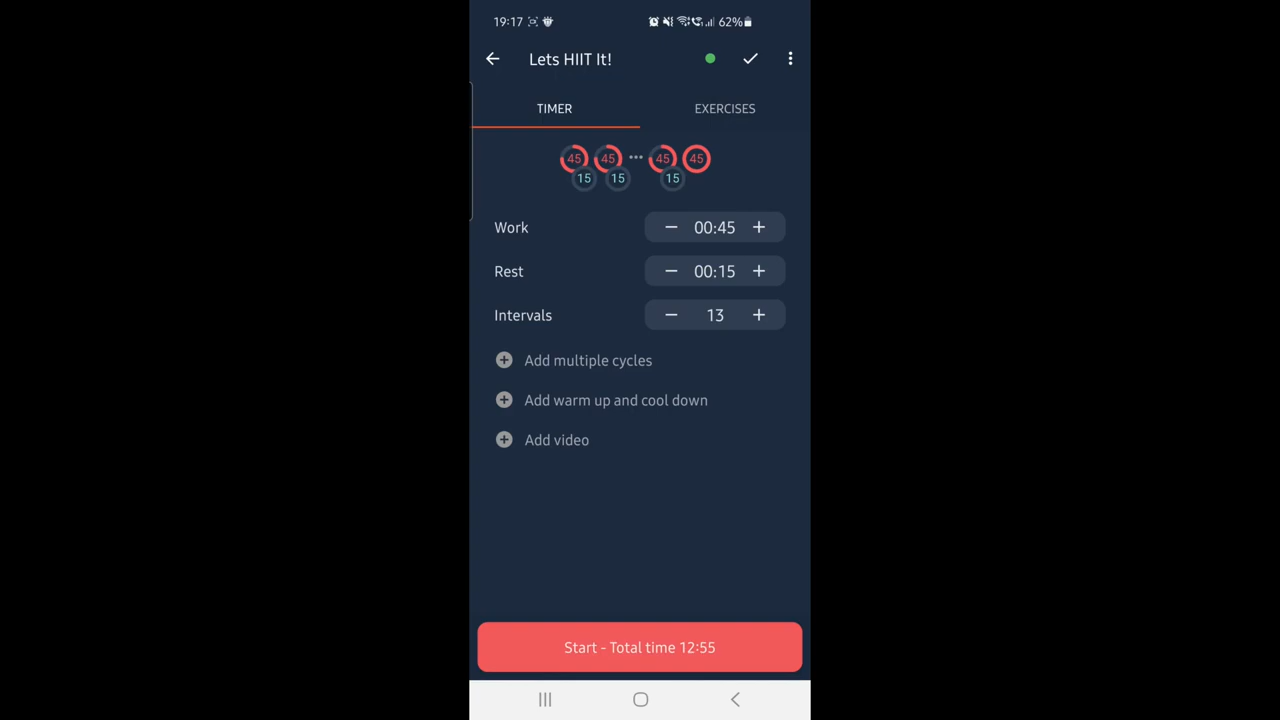 19:17 62%
Lets HIIT It!
TIMER EXERCISES
45 45 ••• 45 45
15 15 15
Work − 00:45 +
Rest − 00:15 +
Intervals − 13 +
Add multiple cycles
Add warm up and cool down
Add video
Start - Total time 12:55